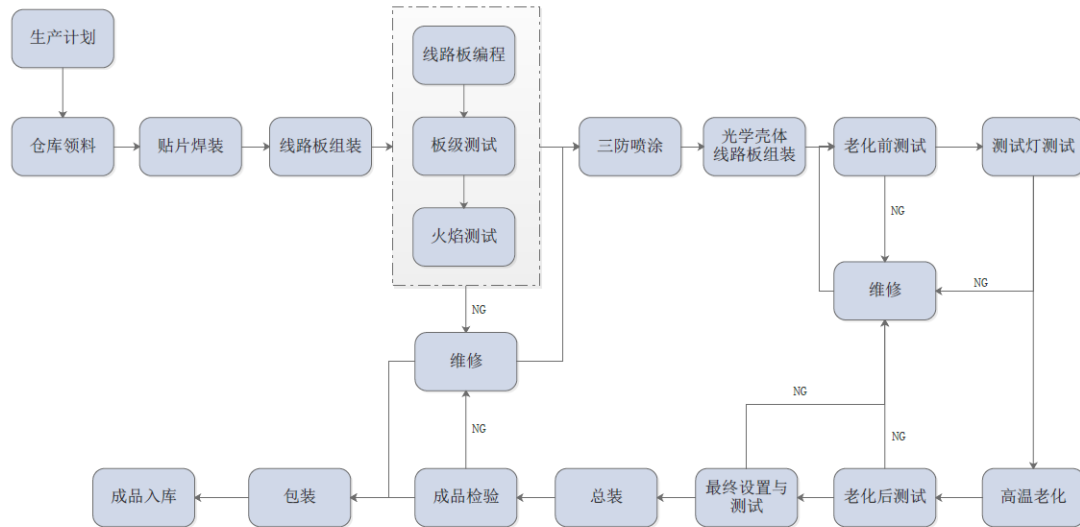 生产计划
线路板编程
仓库领料
贴片焊装
线路板组装
板级测试
三防喷涂
光学壳体
线路板组装
老化前测试
测试灯测试
火焰测试
NG
维修
NG
NG
维修
NG
NG
NG
成品入库
包装
成品检验
总装
最终设置与
测试
老化后测试
高温老化